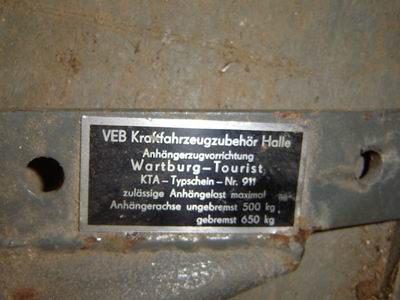 VEB Kraftfahrzeugzubehör Halle
Anhängerzugvorrichtung
Wartburg-Tourist
KTA - Typschein - Nr. 911
zulässige Anhängelast maximal
Anhängerachse ungebremst 500 kg
gebremst 650 kg